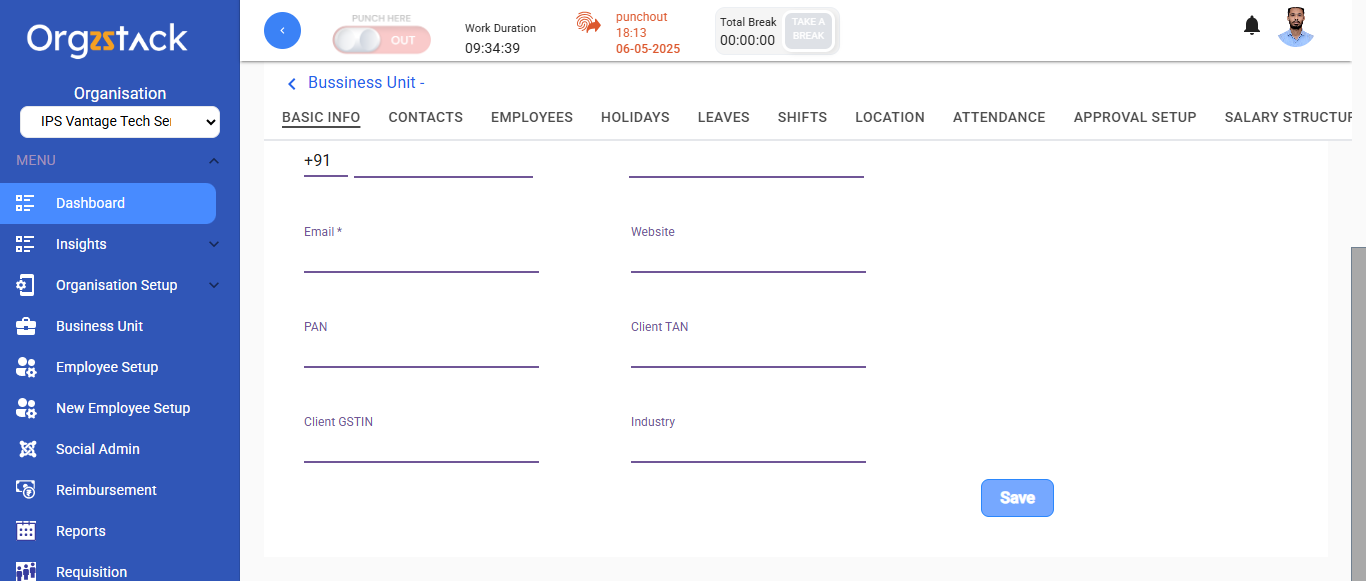 Orgzstack
Organisation
IPS Vantage Tech Ser
MENU
Dashboard
Insights
Organisation Setup
Business Unit
Employee Setup
New Employee Setup
Social Admin
Reimbursement
Reports
Requisition
PUNCH HERE
OUT
Work Duration
09:34:39
punchout
18:13
06-05-2025
Total Break
00:00:00
TAKE A
BREAK
Bussiness Unit -
BASIC INFO CONTACTS EMPLOYEES HOLIDAYS LEAVES SHIFTS LOCATION ATTENDANCE APPROVAL SETUP SALARY STRUCTUR
+91
Email * Website
PAN Client TAN
Client GSTIN Industry
Save